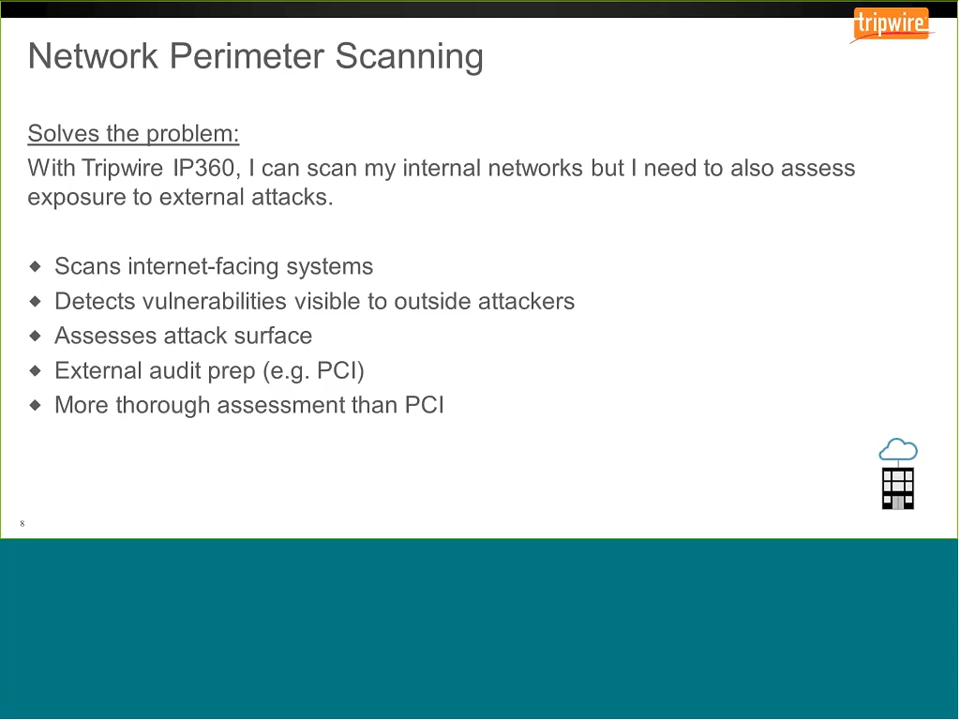 tripwire
Network Perimeter Scanning
Solves the problem:
With Tripwire IP360, I can scan my internal networks but I need to also assess
exposure to external attacks.
Scans internet-facing systems
Detects vulnerabilities visible to outside attackers
Assesses attack surface
External audit prep (e.g. PCI)
More thorough assessment than PCI
8